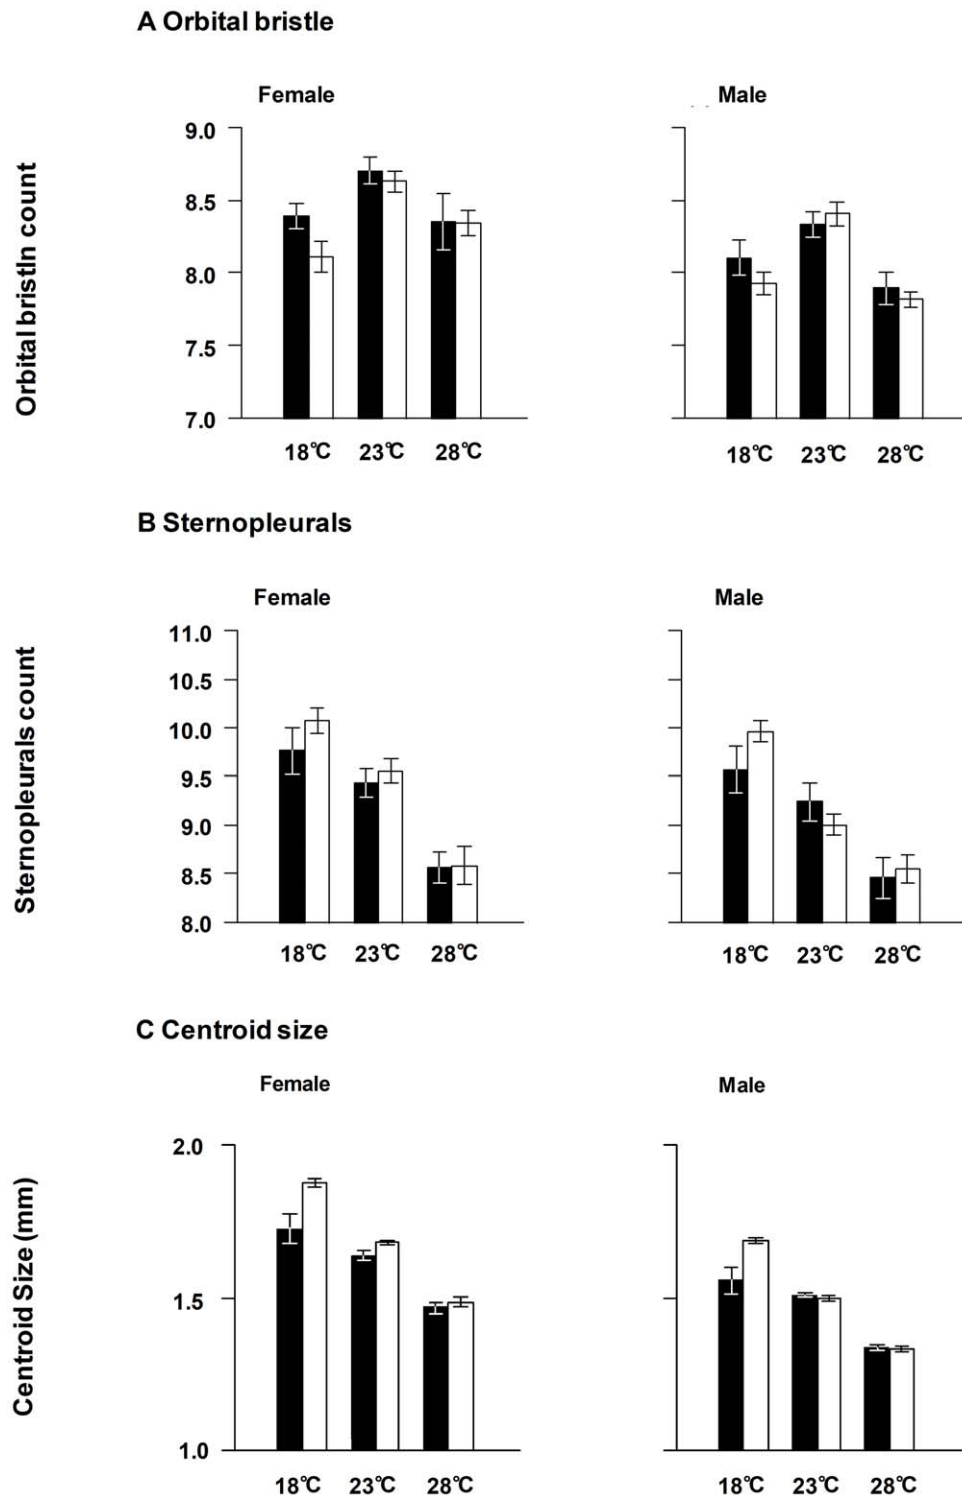 A Orbital bristle
Female
Male
Orbital bristln count
9.0
8.5
8.0
7.5
7.0
18℃ 23℃ 28℃
18℃ 23℃ 28℃
B Sternopleurals
Female
Male
Sternopleurals count
11.0
10.5
10.0
9.5
9.0
8.5
8.0
18℃ 23℃ 28℃
18℃ 23℃ 28℃
C Centroid size
Female
Male
Centroid Size (mm)
2.0
1.5
1.0
18℃ 23℃ 28℃
18℃ 23℃ 28℃